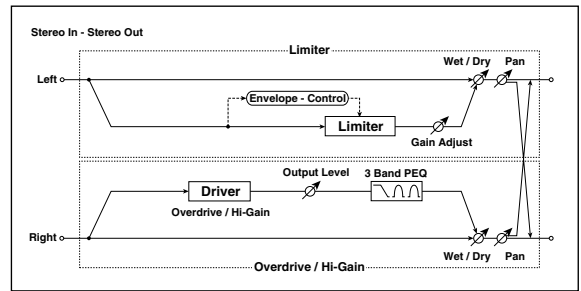 Stereo In - Stereo Out
Limiter
Wet / Dry
Pan
Left
Envelope - Control
Limiter
Gain Adjust
Output Level
3 Band PEQ
Driver
Overdrive / Hi-Gain
Right
Wet / Dry
Pan
Overdrive / Hi-Gain